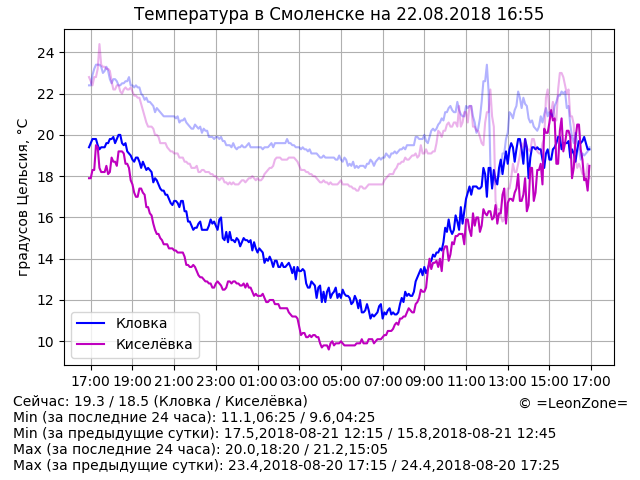 Температура в Смоленске на 22.08.2018 16:55
градусов Цельсия, °C
24
22
20
18
16
14
12
10
Кловка
Киселёвка
17:00 19:00 21:00 23:00 01:00 03:00 05:00 07:00 09:00 11:00 13:00 15:00 17:00
Сейчас: 19.3 / 18.5 (Кловка / Киселёвка)
© =LeonZone=
Min (за последние 24 часа): 11.1,06:25 / 9.6,04:25
Min (за предыдущие сутки): 17.5,2018-08-21 12:15 / 15.8,2018-08-21 12:45
Max (за последние 24 часа): 20.0,18:20 / 21.2,15:05
Max (за предыдущие сутки): 23.4,2018-08-20 17:15 / 24.4,2018-08-20 17:25